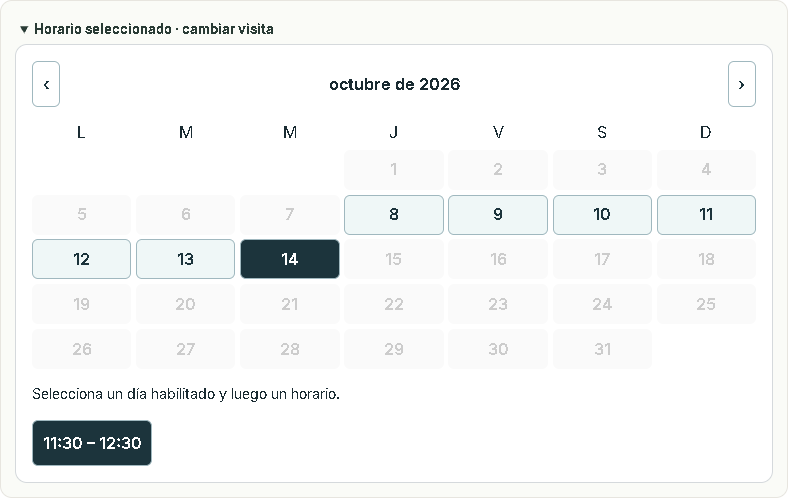 ▼ Horario seleccionado · cambiar visita
‹ octubre de 2026 ›
L M M J V S D
1 2 3 4
5 6 7 8 9 10 11
12 13 14 15 16 17 18
19 20 21 22 23 24 25
26 27 28 29 30 31
Selecciona un día habilitado y luego un horario.
11:30 – 12:30